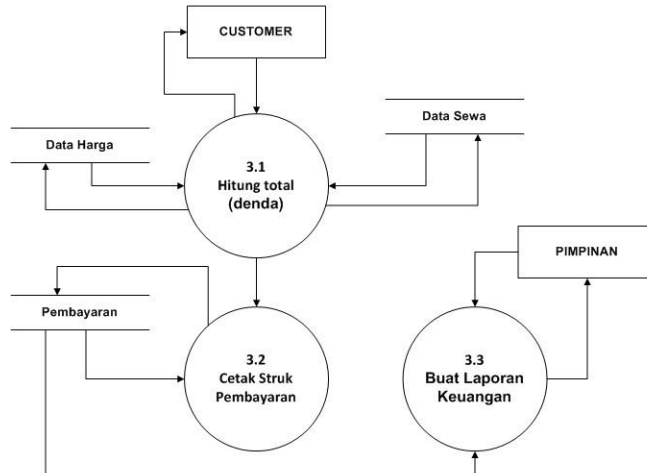 CUSTOMER
Data Sewa
Data Harga
3.1
Hitung total
(denda)
PIMPINAN
Pembayaran
3.2
Cetak Struk
Pembayaran
3.3
Buat Laporan
Keuangan